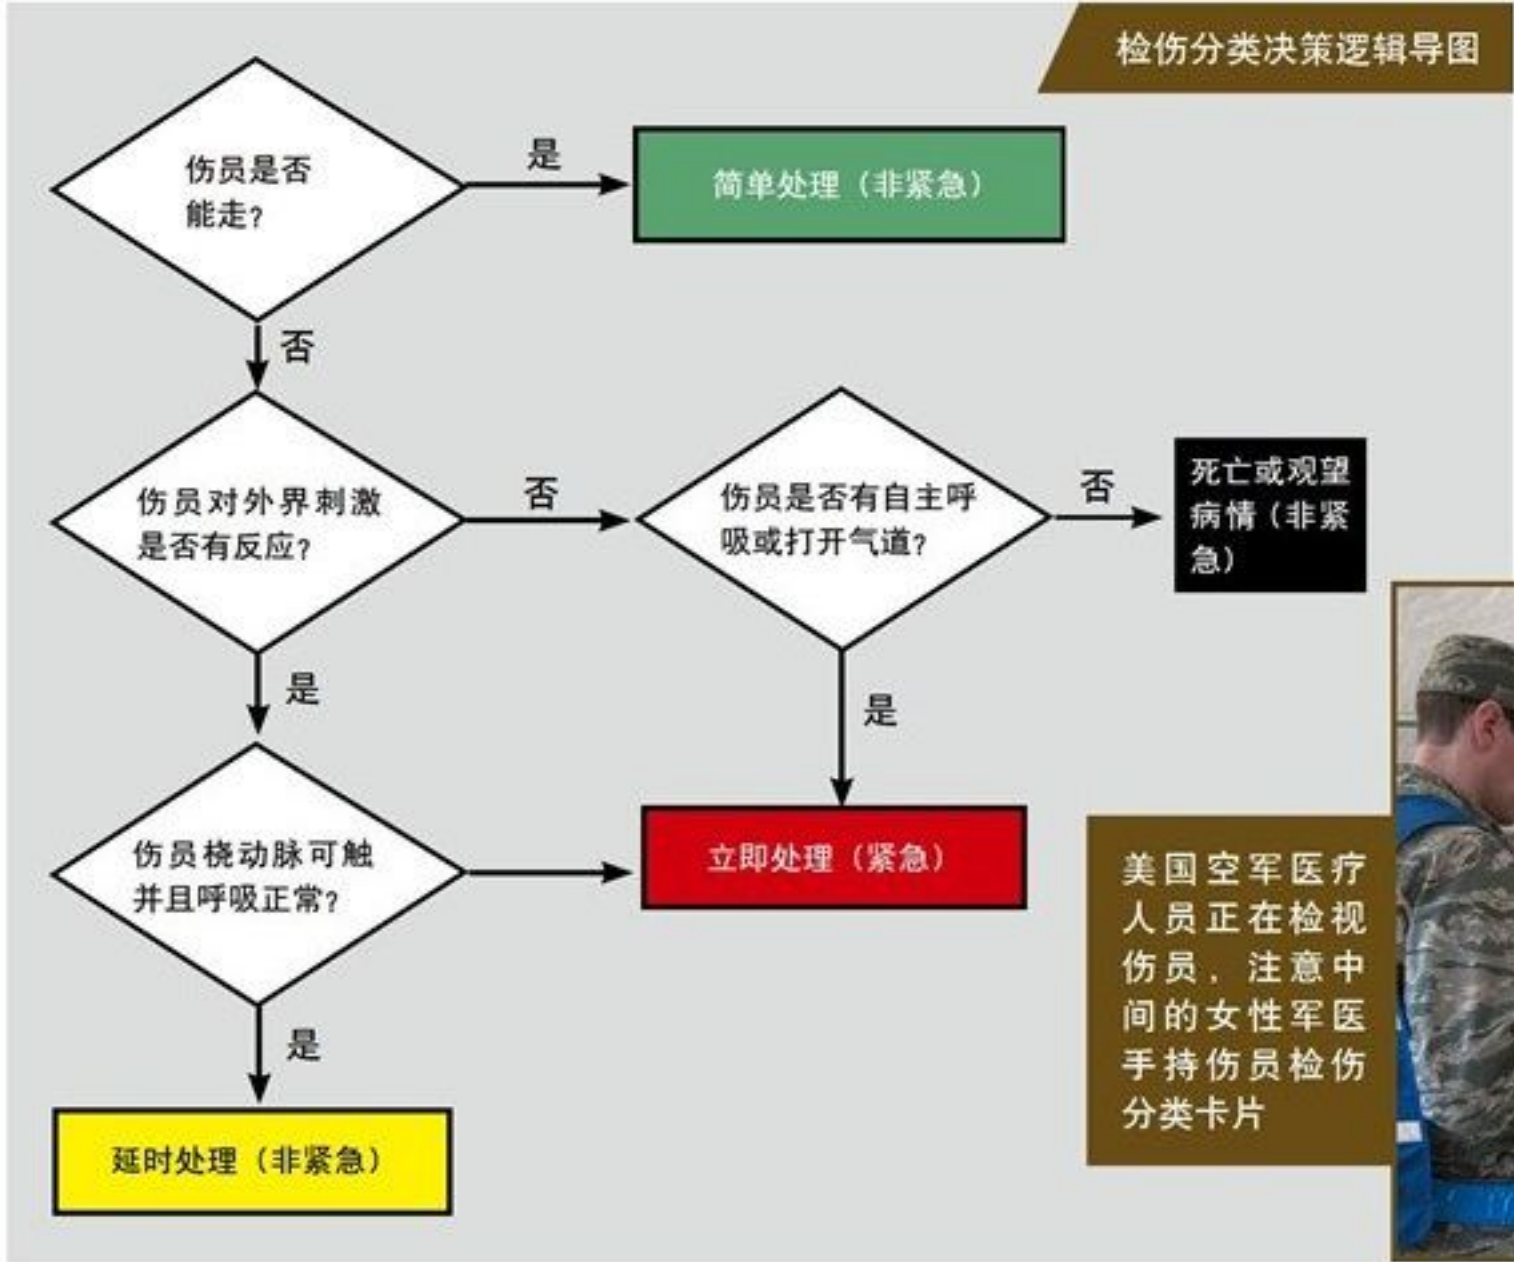 检伤分类决策逻辑导图
伤员是否
能走?
是
简单处理（非紧急）
否
伤员对外界刺激
是否有反应?
否
伤员是否有自主呼
吸或打开气道?
否
死亡或观望
病情（非紧
急）
是
是
伤员桡动脉可触
并且呼吸正常?
立即处理（紧急）
是
延时处理（非紧急）
美国空军医疗
人员正在检视
伤员，注意中
间的女性军医
手持伤员检伤
分类卡片